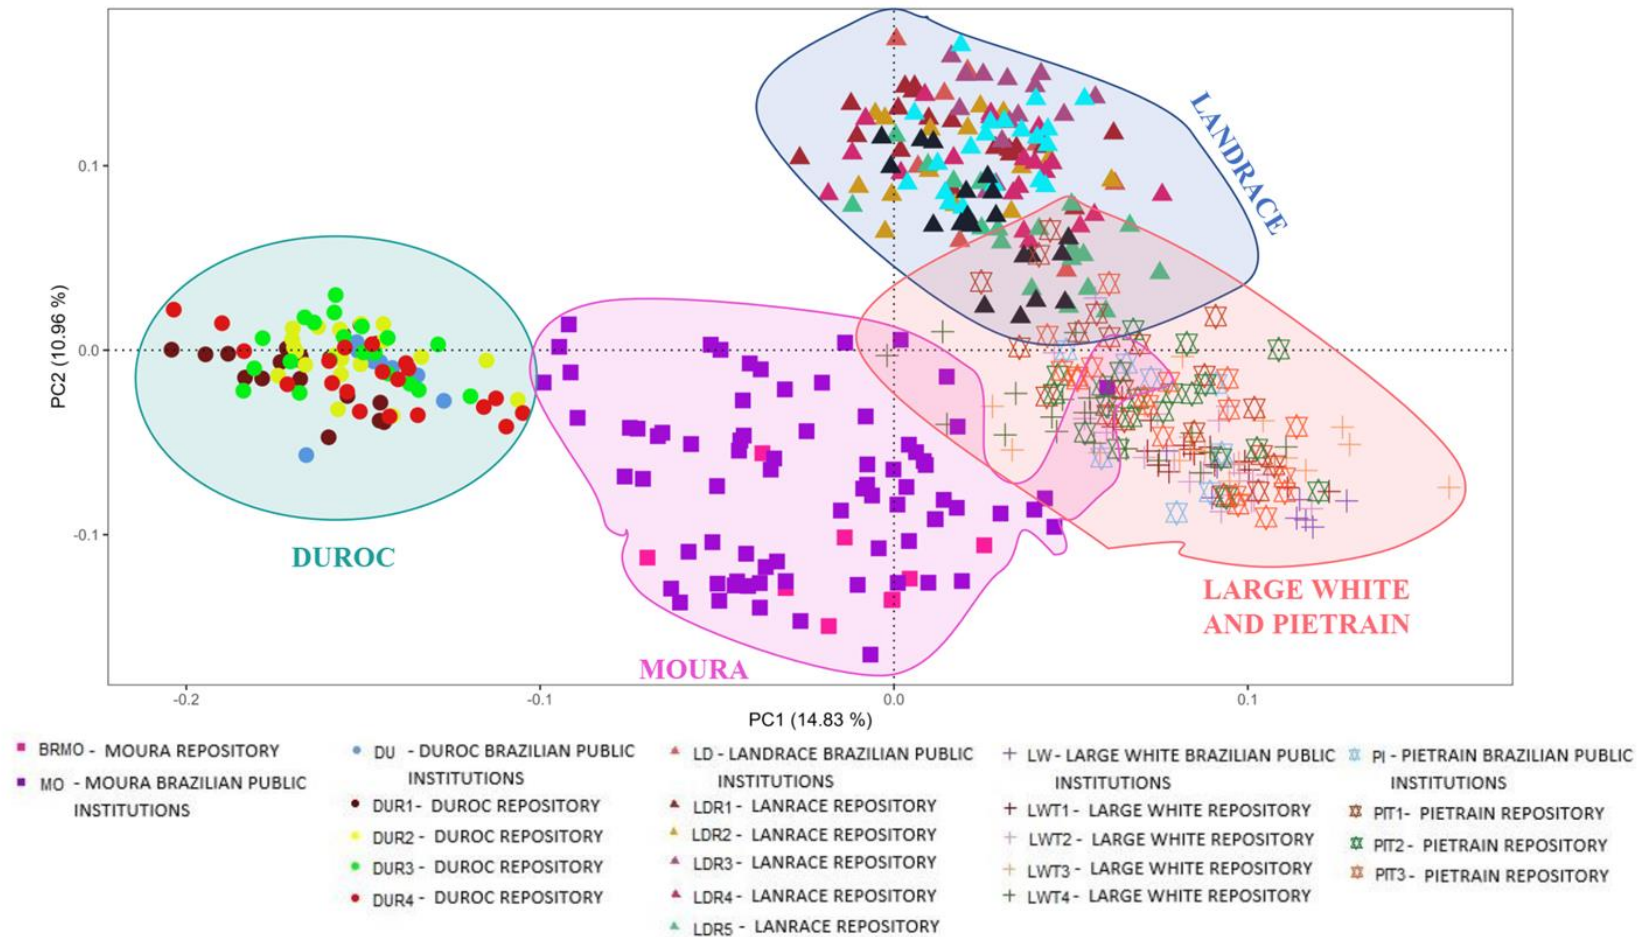 LANDRACE
0.1
0.0
-0.1
PC2 (10.96 %)
DUROC
MOURA
LARGE WHITE
AND PIETRAIN
-0.2
-0.1
0.0
0.1
PC1 (14.83 %)
BRMO - MOURA REPOSITORY
MO - MOURA BRAZILIAN PUBLIC
INSTITUTIONS
DU - DUROC BRAZILIAN PUBLIC
INSTITUTIONS
DUR1- DUROC REPOSITORY
DUR2 - DUROC REPOSITORY
DUR3 - DUROC REPOSITORY
DUR4 - DUROC REPOSITORY
LD - LANDRACE BRAZILIAN PUBLIC
INSTITUTIONS
LDR1 - LANRACE REPOSITORY
LDR2 - LANRACE REPOSITORY
LDR3 - LANRACE REPOSITORY
LDR4 - LANRACE REPOSITORY
LDR5 - LANRACE REPOSITORY
LW - LARGE WHITE BRAZILIAN PUBLIC
INSTITUTIONS
LWT1 - LARGE WHITE REPOSITORY
LWT2 - LARGE WHITE REPOSITORY
LWT3 - LARGE WHITE REPOSITORY
LWT4 - LARGE WHITE REPOSITORY
PI - PIETRAIN BRAZILIAN PUBLIC
INSTITUTIONS
PIT1- PIETRAIN REPOSITORY
PIT2 - PIETRAIN REPOSITORY
PIT3 - PIETRAIN REPOSITORY